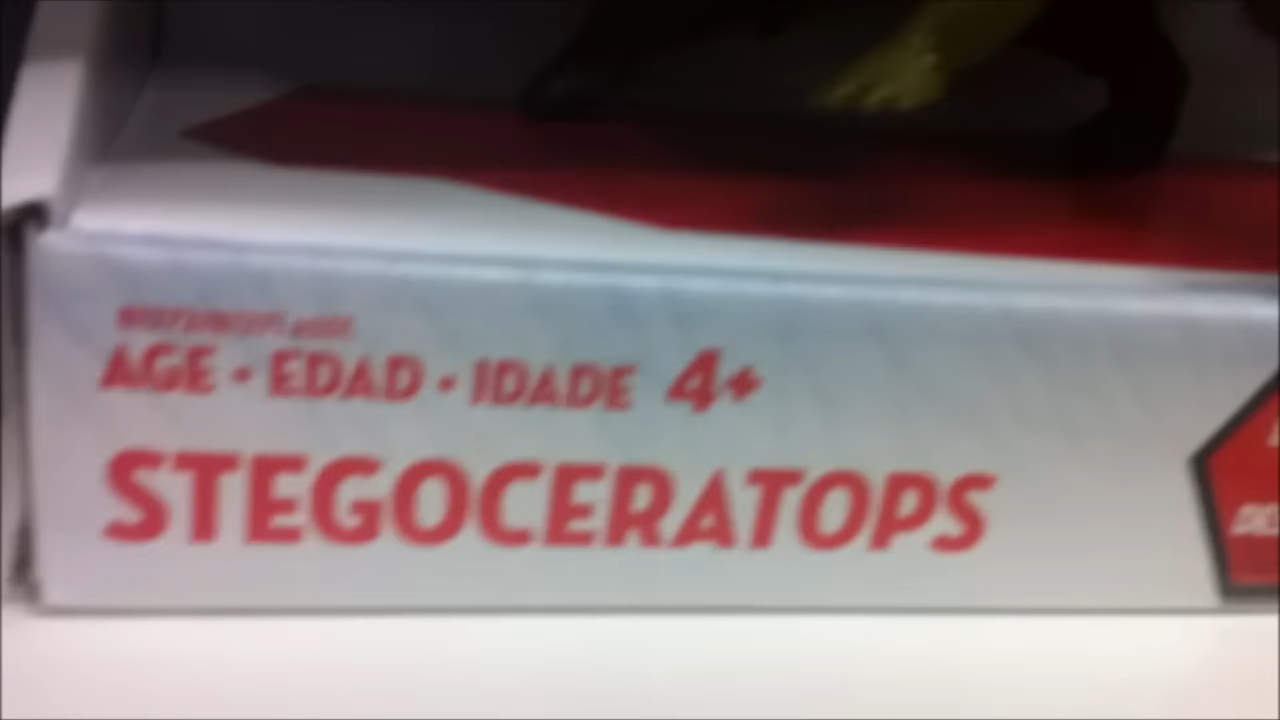 AGE • EDAD • IDADE 4+
STEGOCERATOPS